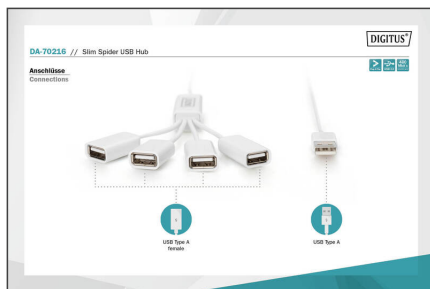 DIGITUS®
DA-70216 // Slim Spider USB Hub
Anschlüsse
Connections
USB Type A
female
USB Type A